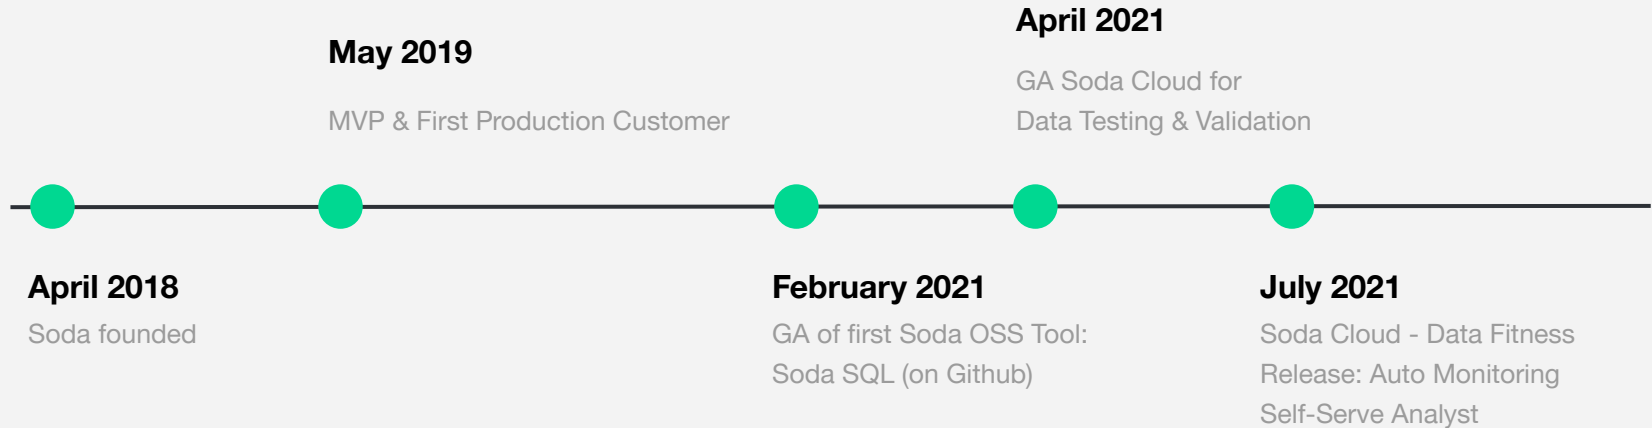 April 2018
Soda founded
May 2019
MVP & First Production Customer
February 2021
GA of first Soda OSS Tool:
Soda SQL (on Github)
April 2021
GA Soda Cloud for
Data Testing & Validation
July 2021
Soda Cloud - Data Fitness
Release: Auto Monitoring
Self-Serve Analyst